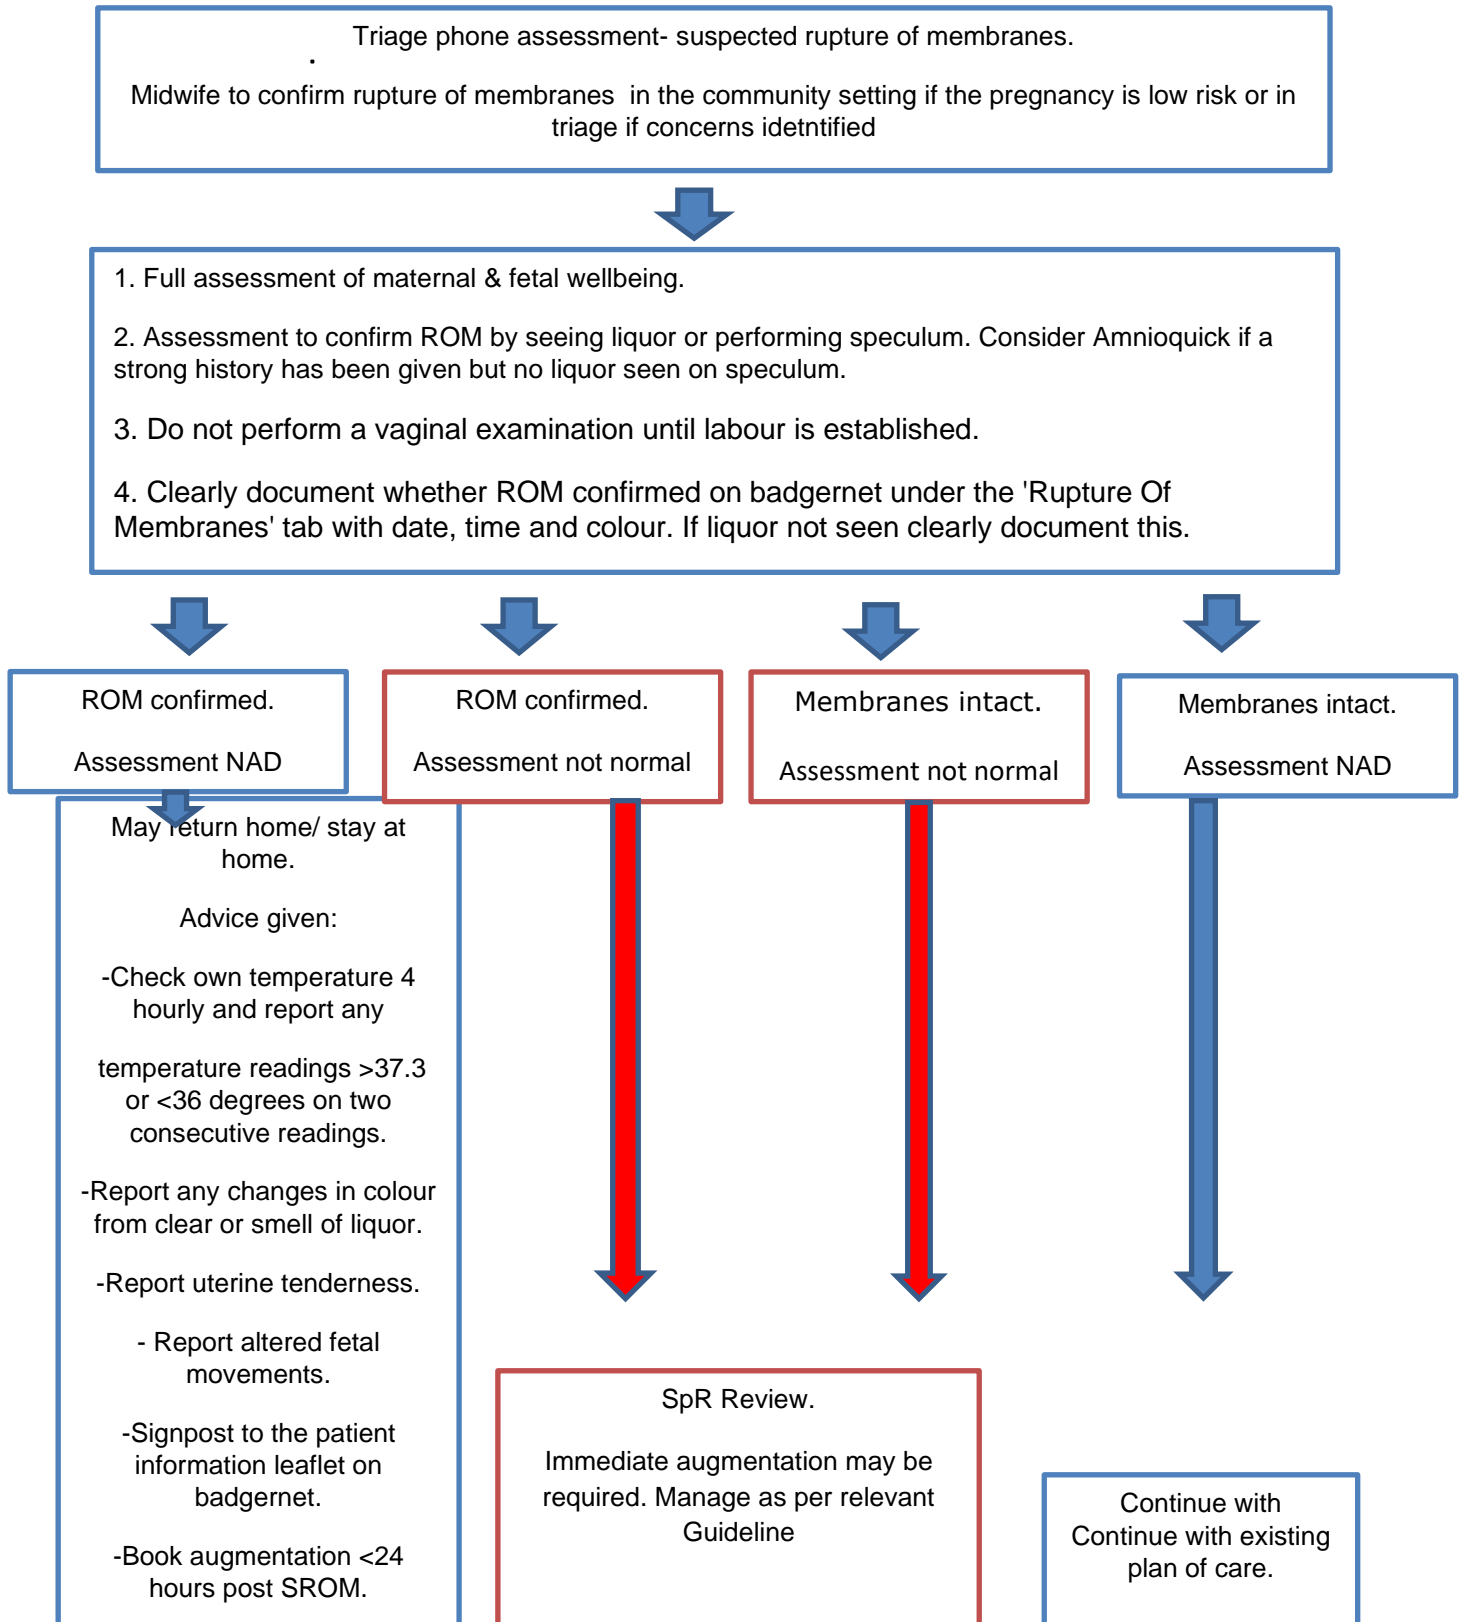 Triage phone assessment- suspected rupture of membranes.
.
Midwife to confirm rupture of membranes  in the community setting if the pregnancy is low risk or in
triage if concerns idetntified
1. Full assessment of maternal & fetal wellbeing.
2. Assessment to confirm ROM by seeing liquor or performing speculum. Consider Amnioquick if a
strong history has been given but no liquor seen on speculum.
3. Do not perform a vaginal examination until labour is established.
4. Clearly document whether ROM confirmed on badgernet under the 'Rupture Of
Membranes' tab with date, time and colour. If liquor not seen clearly document this.
ROM confirmed.
Assessment NAD
ROM confirmed.
Assessment not normal
Membranes intact.
Assessment not normal
Membranes intact.
Assessment NAD
May return home/ stay at
home.
Advice given:
-Check own temperature 4
hourly and report any
temperature readings >37.3
or <36 degrees on two
consecutive readings.
-Report any changes in colour
from clear or smell of liquor.
-Report uterine tenderness.
- Report altered fetal
movements.
-Signpost to the patient
information leaflet on
badgernet.
-Book augmentation <24
hours post SROM.
SpR Review.
Immediate augmentation may be
required. Manage as per relevant
Guideline
Continue with
Continue with existing
plan of care.